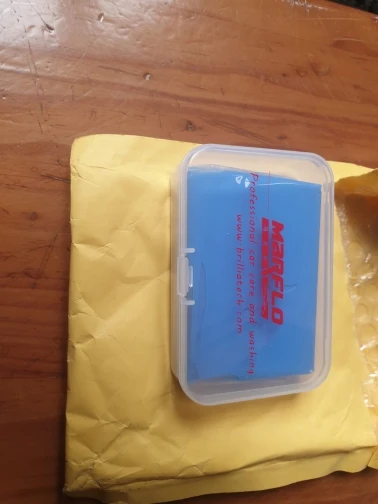 MARFLO
Professional car care and washing
www.brilliatech.com